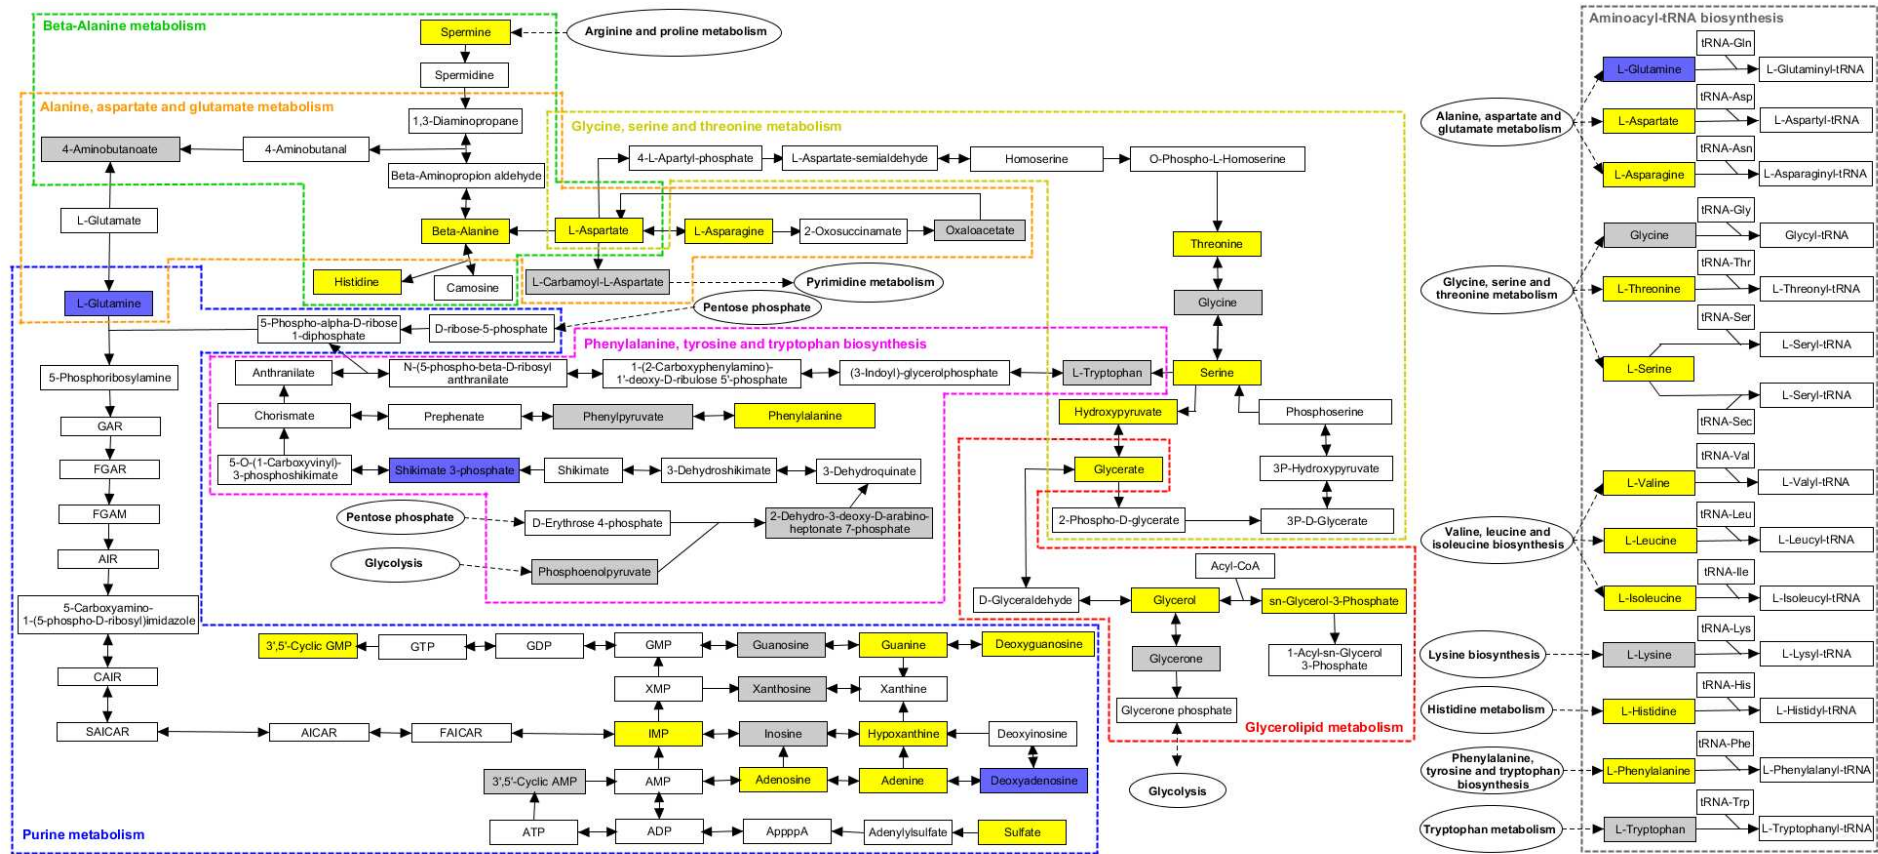 Beta-Alanine metabolism
Spermine
Arginine and proline metabolism
Spermidine
Alanine, aspartate and glutamate metabolism
1,3-Diaminopropane
Glycine, serine and threonine metabolism
4-Aminobutanoate
4-Aminobutanal
4-L-Apartyl-phosphate
L-Aspartate-semialdehyde
Homoserine
O-Phospho-L-Homoserine
Beta-Aminopropion aldehyde
L-Glutamate
Beta-Alanine
L-Aspartate
L-Asparagine
2-Oxosuccinamate
Oxaloacetate
Threonine
Histidine
Camosine
L-Carbamoyl-L-Aspartate
Pyrimidine metabolism
L-Glutamine
Pentose phosphate
Glycine
5-Phospho-alpha-D-ribose
1-diphosphate
D-ribose-5-phosphate
Phenylalanine, tyrosine and tryptophan biosynthesis
5-Phosphoribosylamine
Anthranilate
N-(5-phospho-beta-D-ribosyl
anthranilate
1-(2-Carboxyphenylamino)-
1'-deoxy-D-ribulose 5'-phosphate
(3-Indoyl)-glycerolphosphate
L-Tryptophan
Serine
Chorismate
Prephenate
Phenylpyruvate
Phenylalanine
Hydroxypyruvate
Phosphoserine
GAR
5-O-(1-Carboxyvinyl)-
3-phosphoshikimate
Shikimate 3-phosphate
Shikimate
3-Dehydroshikimate
3-Dehydroquinate
Glycerate
3P-Hydroxypyruvate
FGAR
Pentose phosphate
D-Erythrose 4-phosphate
2-Dehydro-3-deoxy-D-arabino-
heptonate 7-phosphate
2-Phospho-D-glycerate
3P-D-Glycerate
FGAM
AIR
Glycolysis
Phosphoenolpyruvate
Acyl-CoA
5-Carboxyamino-
1-(5-phospho-D-ribosyl)imidazole
D-Glyceraldehyde
Glycerol
sn-Glycerol-3-Phosphate
3',5'-Cyclic GMP
GTP
GDP
GMP
Guanosine
Guanine
Deoxyguanosine
Glycerone
1-Acyl-sn-Glycerol
3-Phosphate
CAIR
XMP
Xanthosine
Xanthine
Glycerone phosphate
Glycerolipid metabolism
SAICAR
AICAR
FAICAR
IMP
Inosine
Hypoxanthine
Deoxyinosine
3',5'-Cyclic AMP
AMP
Adenosine
Adenine
Deoxyadenosine
Glycolysis
Purine metabolism
ATP
ADP
AppppA
Adenylylsulfate
Sulfate
Aminoacyl-tRNA biosynthesis
tRNA-Gln
L-Glutamine
L-Glutaminyl-tRNA
tRNA-Asp
Alanine, aspartate and
glutamate metabolism
L-Aspartate
L-Aspartyl-tRNA
tRNA-Asn
L-Asparagine
L-Asparaginyl-tRNA
tRNA-Gly
Glycine
Glycyl-tRNA
tRNA-Thr
Glycine, serine and
threonine metabolism
L-Threonine
L-Threonyl-tRNA
tRNA-Ser
L-Seryl-tRNA
L-Serine
L-Seryl-tRNA
tRNA-Sec
tRNA-Val
L-Valine
L-Valyl-tRNA
tRNA-Leu
Valine, leucine and
isoleucine biosynthesis
L-Leucine
L-Leucyl-tRNA
tRNA-Ile
L-Isoleucine
L-Isoleucyl-tRNA
tRNA-Lys
Lysine biosynthesis
L-Lysine
L-Lysyl-tRNA
tRNA-His
Histidine metabolism
L-Histidine
L-Histidyl-tRNA
tRNA-Phe
Phenylalanine,
tyrosine and tryptophan
biosynthesis
L-Phenylalanine
L-Phenylalanyl-tRNA
tRNA-Trp
Tryptophan metabolism
L-Tryptophan
L-Tryptophanyl-tRNA